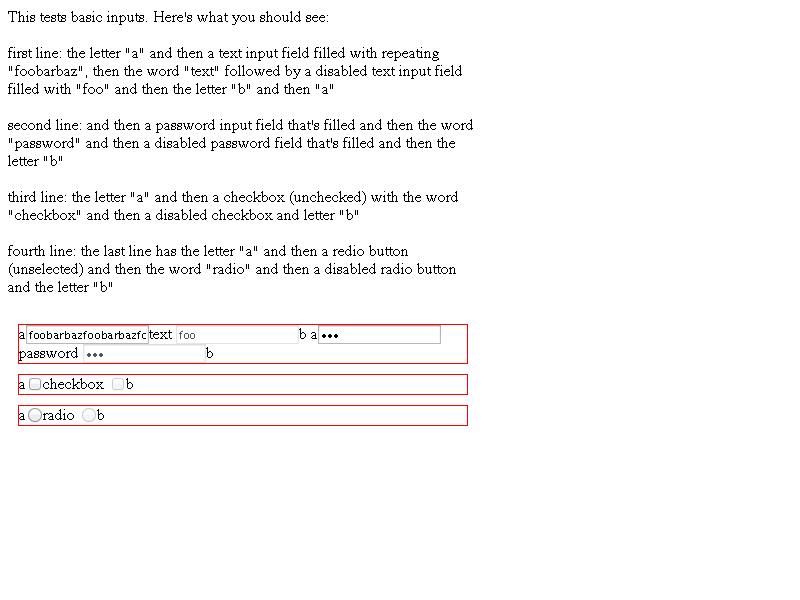 This tests basic inputs. Here's what you should see:
first line: the letter "a" and then a text input field filled with repeating
"foobarbaz", then the word "text" followed by a disabled text input field
filled with "foo" and then the letter "b" and then "a"
second line: and then a password input field that's filled and then the word
"password" and then a disabled password field that's filled and then the
letter "b"
third line: the letter "a" and then a checkbox (unchecked) with the word
"checkbox" and then a disabled checkbox and letter "b"
fourth line: the last line has the letter "a" and then a redio button
(unselected) and then the word "radio" and then a disabled radio button
and the letter "b"
a foobarbazfoobarbazfc text foo b a •••
password ••• b
a checkbox b
a radio b